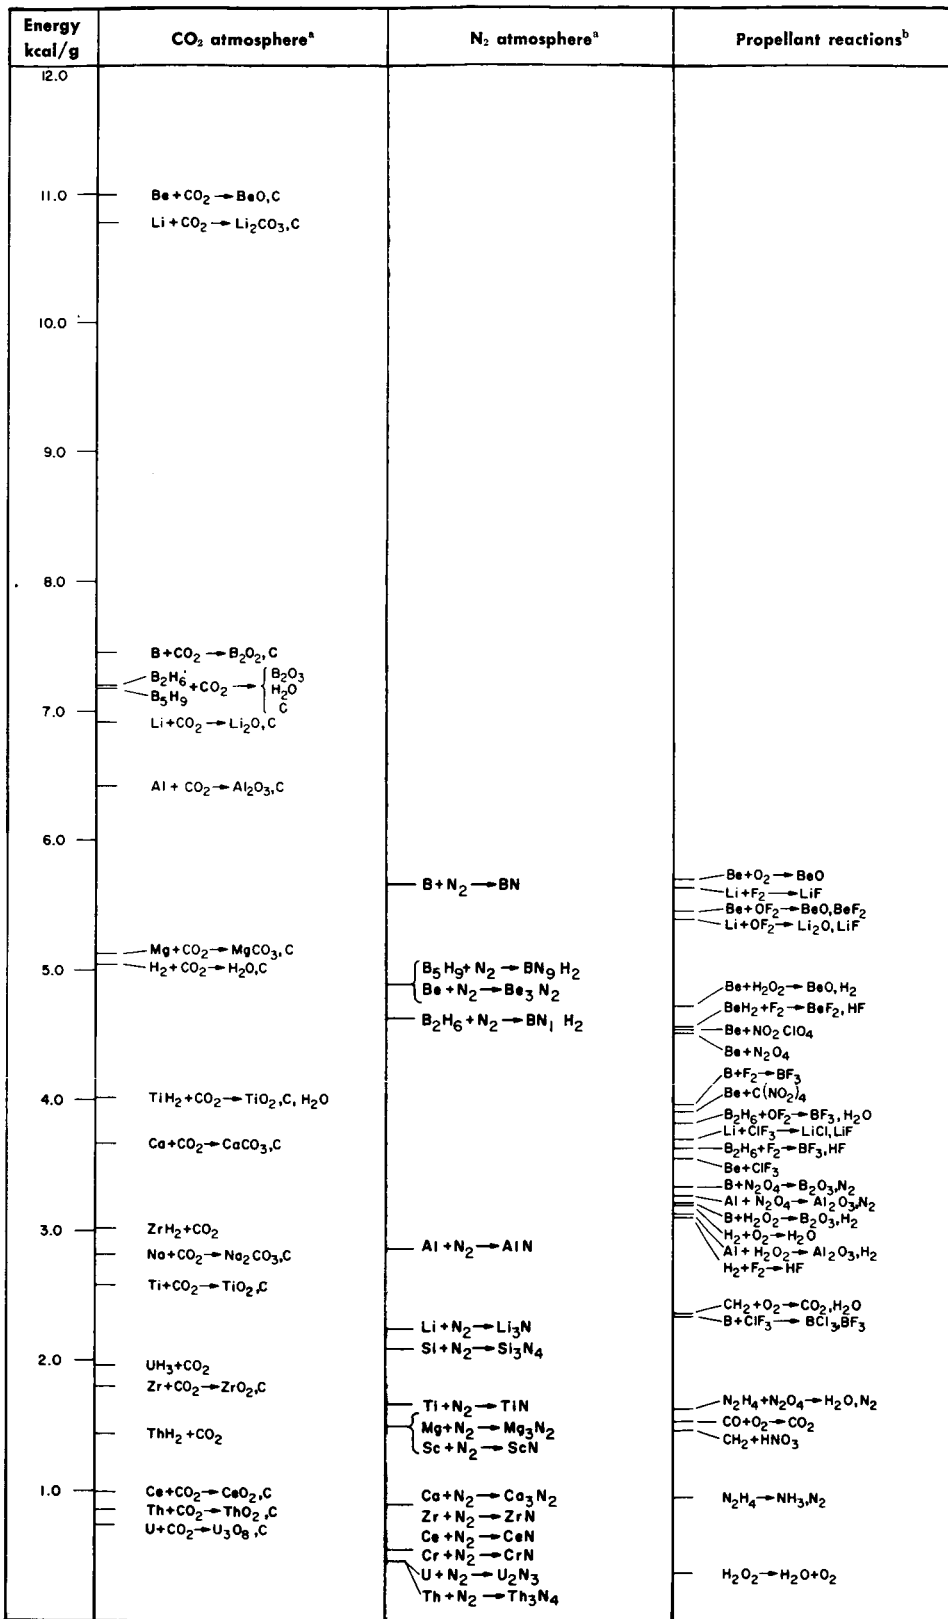 Energy kcal/g
CO₂ atmosphereᵃ
N₂ atmosphereᵃ
Propellant reactionsᵇ
12.0
11.0
10.0
9.0
8.0
7.0
6.0
5.0
4.0
3.0
2.0
1.0
Be + CO₂ → BeO, C
Li + CO₂ → Li₂CO₃, C
B + CO₂ → B₂O₂, C
B₂H₆
B₅H₉
+ CO₂ →
B₂O₃
H₂O
C
Li + CO₂ → Li₂O, C
Al + CO₂ → Al₂O₃, C
Mg + CO₂ → MgCO₃, C
H₂ + CO₂ → H₂O, C
TiH₂ + CO₂ → TiO₂, C, H₂O
Ca + CO₂ → CaCO₃, C
ZrH₂ + CO₂
Na + CO₂ → Na₂CO₃, C
Ti + CO₂ → TiO₂, C
UH₃ + CO₂
Zr + CO₂ → ZrO₂, C
ThH₂ + CO₂
Ce + CO₂ → CeO₂, C
Th + CO₂ → ThO₂, C
U + CO₂ → U₃O₈, C
B + N₂ → BN
B₅H₉ + N₂ → BN₉ H₂
Be + N₂ → Be₃ N₂
B₂H₆ + N₂ → BN₁ H₂
Al + N₂ → AlN
Li + N₂ → Li₃N
Si + N₂ → Si₃N₄
Ti + N₂ → TiN
Mg + N₂ → Mg₃N₂
Sc + N₂ → ScN
Ca + N₂ → Ca₃N₂
Zr + N₂ → ZrN
Ce + N₂ → CeN
Cr + N₂ → CrN
U + N₂ → U₂N₃
Th + N₂ → Th₃N₄
Be + O₂ → BeO
Li + F₂ → LiF
Be + OF₂ → BeO, BeF₂
Li + OF₂ → Li₂O, LiF
Be + H₂O₂ → BeO, H₂
BeH₂ + F₂ → BeF₂, HF
Be + NO₂ClO₄
Be + N₂O₄
B + F₂ → BF₃
Be + C(NO₂)₄
B₂H₆ + OF₂ → BF₃, H₂O
Li + ClF₃ → LiCl, LiF
B₂H₆ + F₂ → BF₃, HF
Be + ClF₃
B + N₂O₄ → B₂O₃, N₂
Al + N₂O₄ → Al₂O₃, N₂
B + H₂O₂ → B₂O₃, H₂
H₂ + O₂ → H₂O
Al + H₂O₂ → Al₂O₃, H₂
H₂ + F₂ → HF
CH₂ + O₂ → CO₂, H₂O
B + ClF₃ → BCl₃, BF₃
N₂H₄ + N₂O₄ → H₂O, N₂
CO + O₂ → CO₂
CH₂ + HNO₃
N₂H₄ → NH₃, N₂
H₂O₂ → H₂O + O₂